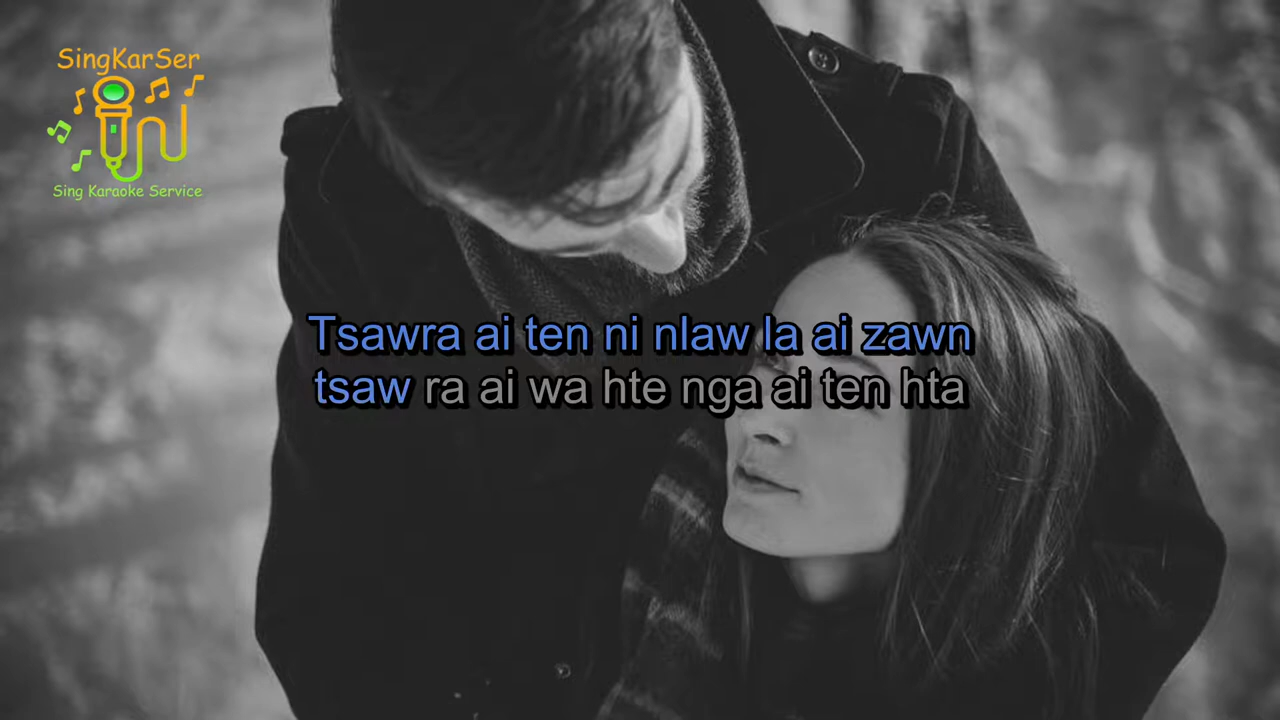 SingKarSer
Sing Karaoke Service
Tsawra ai ten ni nlaw la ai zawn
tsaw ra ai wa hte nga ai ten hta